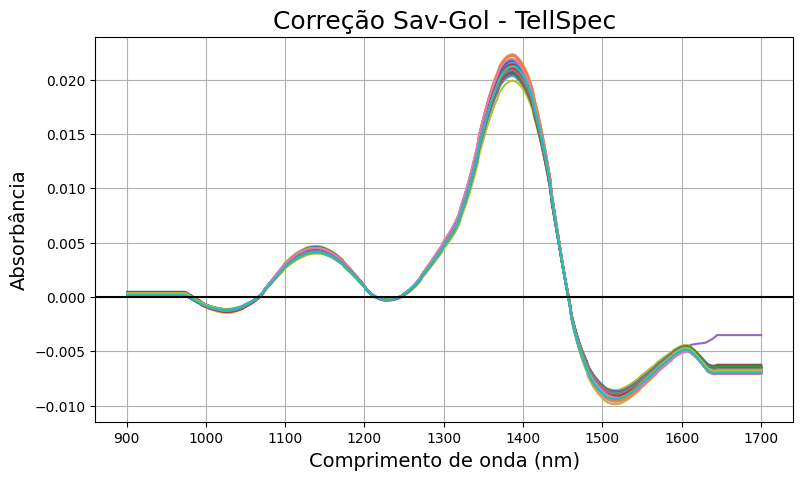 Correção Sav-Gol - TellSpec
Absorbância
0.020
0.015
0.010
0.005
0.000
−0.005
−0.010
900 1000 1100 1200 1300 1400 1500 1600 1700
Comprimento de onda (nm)